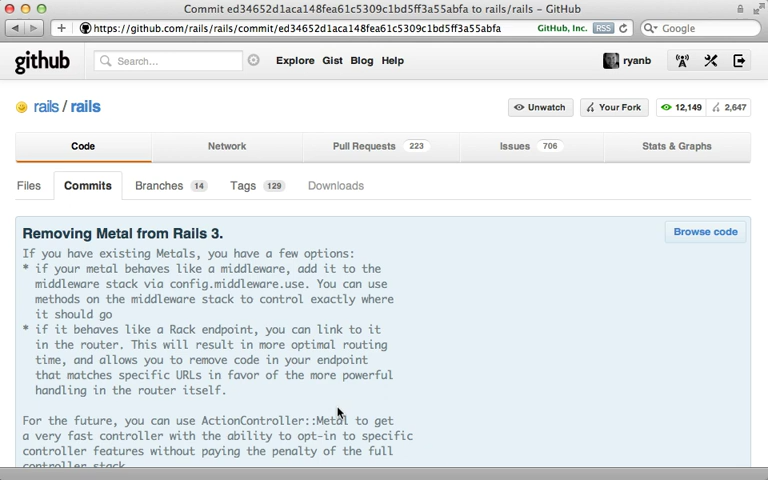 Commit ed34652d1aca148fea61c5309c1bd5ff3a55abfa to rails/rails – GitHub
https://github.com/rails/rails/commit/ed34652d1aca148fea61c5309c1bd5ff3a55abfa GitHub, Inc. RSS Google
github Search... Explore Gist Blog Help ryanb
rails / rails Unwatch Your Fork 12,149 2,647
Code Network Pull Requests 223 Issues 706 Stats & Graphs
Files Commits Branches 14 Tags 129 Downloads
Removing Metal from Rails 3. Browse code
If you have existing Metals, you have a few options:
* if your metal behaves like a middleware, add it to the
middleware stack via config.middleware.use. You can use
methods on the middleware stack to control exactly where
it should go
* if it behaves like a Rack endpoint, you can link to it
in the router. This will result in more optimal routing
time, and allows you to remove code in your endpoint
that matches specific URLs in favor of the more powerful
handling in the router itself.
For the future, you can use ActionController::Metal to get
a very fast controller with the ability to opt-in to specific
controller features without paying the penalty of the full
controller stack